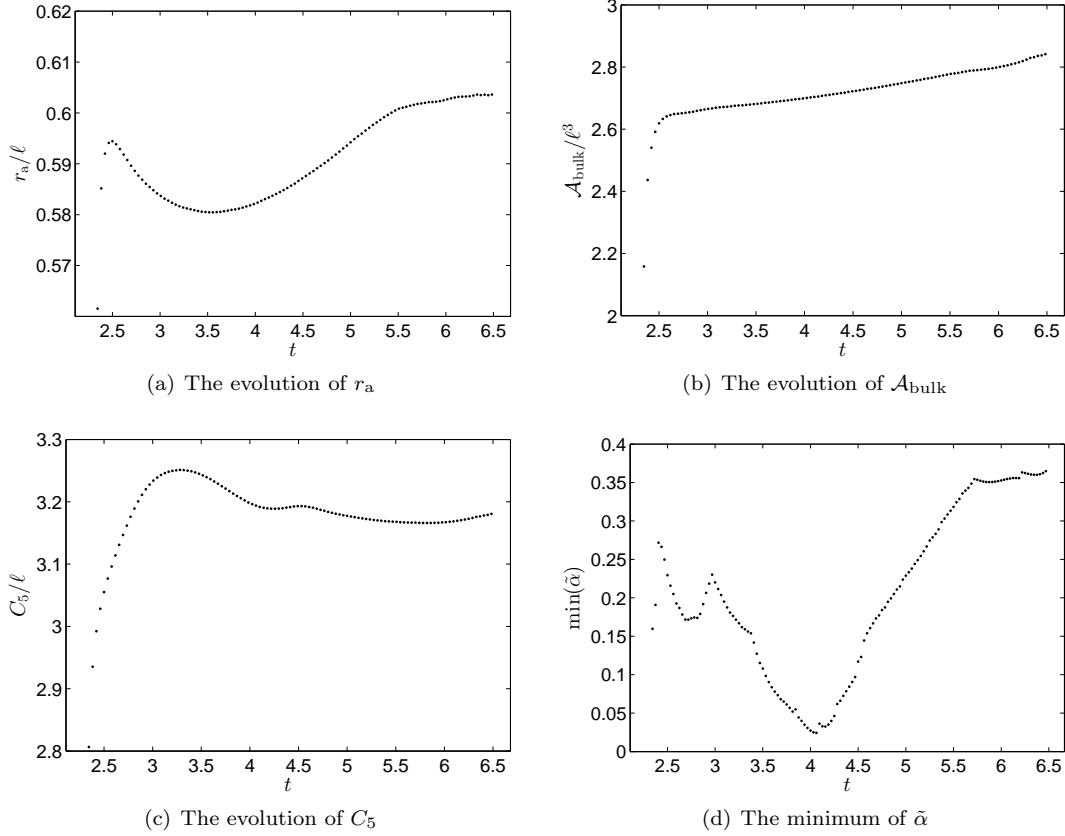 0.62
0.61
0.6
0.59
0.58
0.57
r_a/ℓ
2.5 3 3.5 4 4.5 5 5.5 6 6.5
t
(a) The evolution of r_a
3
2.8
2.6
2.4
2.2
2
𝒜_bulk/ℓ³
2.5 3 3.5 4 4.5 5 5.5 6 6.5
t
(b) The evolution of 𝒜_bulk
3.3
3.2
3.1
3
2.9
2.8
C₅/ℓ
2.5 3 3.5 4 4.5 5 5.5 6 6.5
t
(c) The evolution of C₅
0.4
0.35
0.3
0.25
0.2
0.15
0.1
0.05
0
min(α̃)
2.5 3 3.5 4 4.5 5 5.5 6 6.5
t
(d) The minimum of α̃